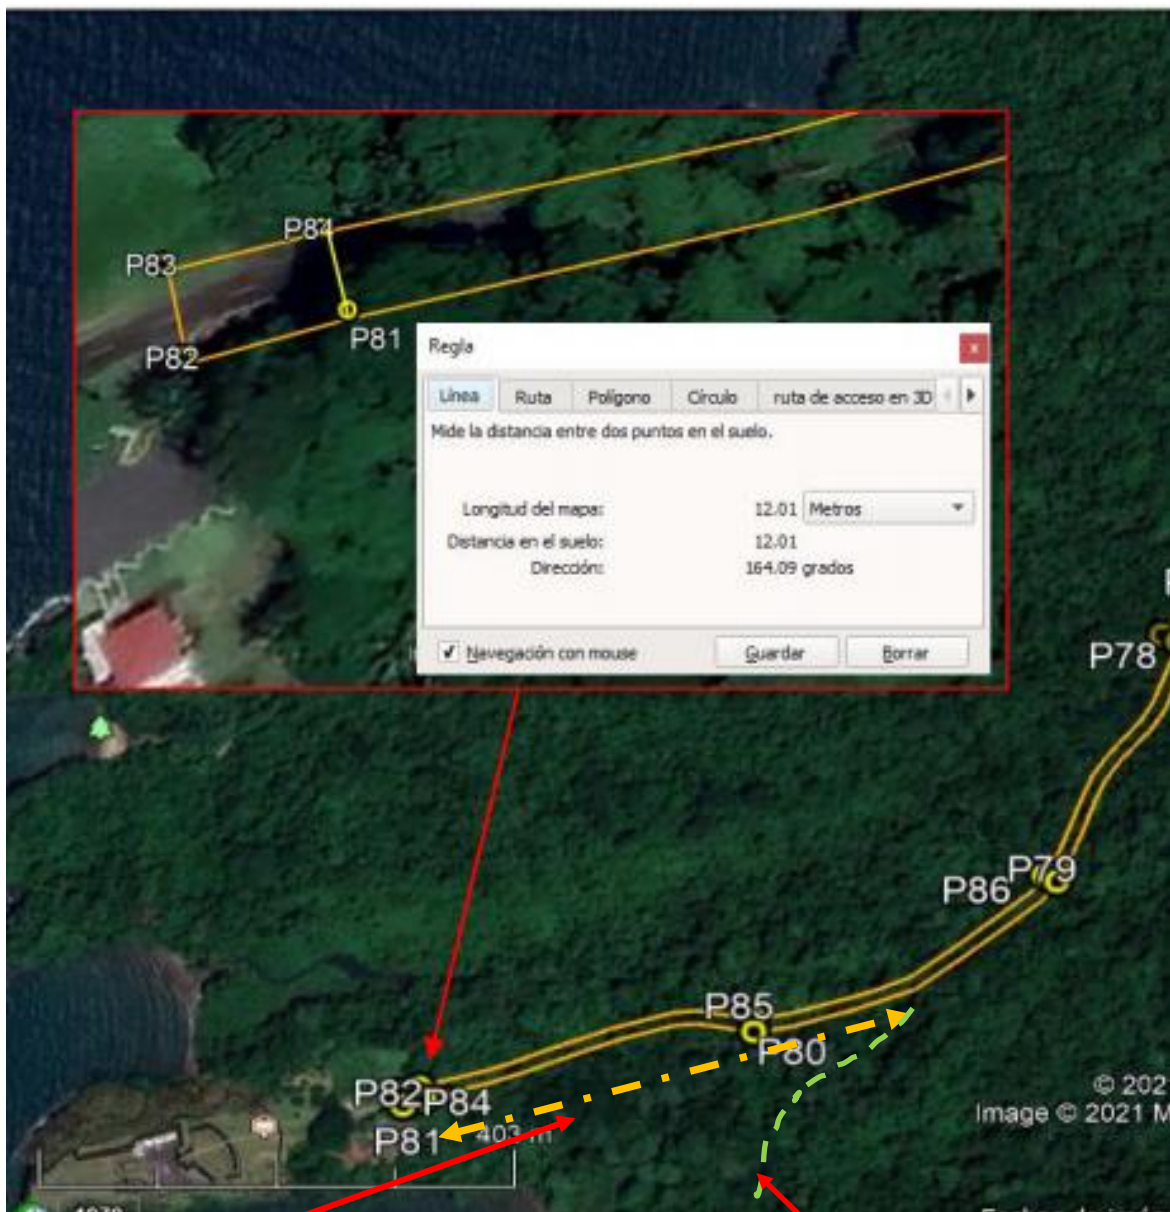 P84
P83
P82
P81
Regla
Línea Ruta Polígono Círculo ruta de acceso en 3D
Mide la distancia entre dos puntos en el suelo.
Longitud del mapa: 12.01 Metros
Distancia en el suelo: 12.01
Dirección: 164.09 grados
Navegación con mouse Guardar Borrar
P78
P79
P86
P85
P80
P82
P84
P81
403 m
© 202
Image © 2021 M